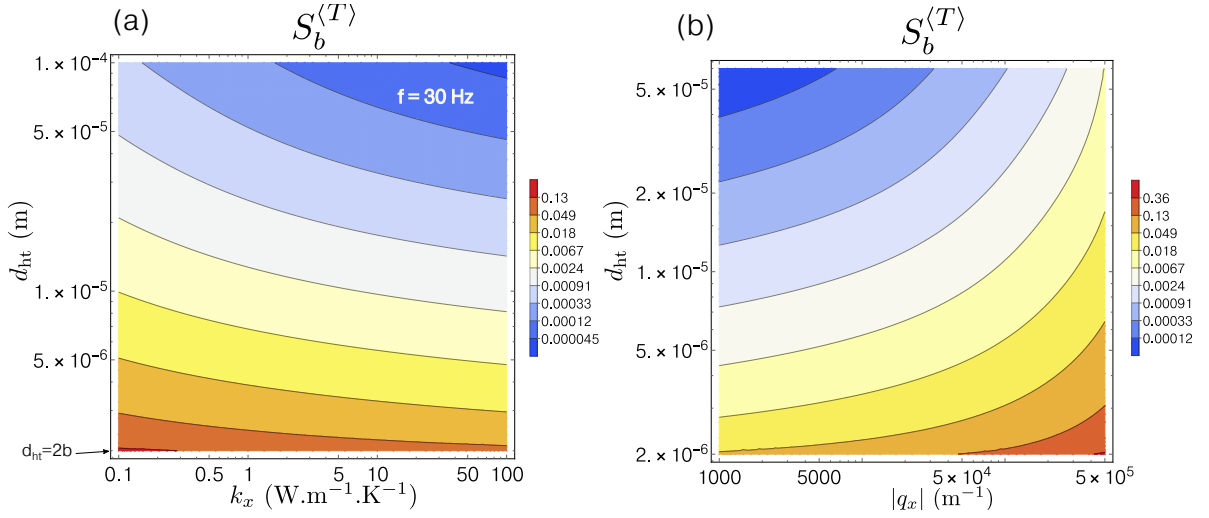 (a)
S_b^⟨T⟩
f = 30 Hz
1.×10⁻⁴
5.×10⁻⁵
1.×10⁻⁵
5.×10⁻⁶
d_ht (m)
d_ht=2b
0.1 0.5 1 5 10 50 100
k_x (W.m⁻¹.K⁻¹)
0.13
0.049
0.018
0.0067
0.0024
0.00091
0.00033
0.00012
0.000045
(b)
S_b^⟨T⟩
5.×10⁻⁵
2.×10⁻⁵
1.×10⁻⁵
5.×10⁻⁶
2.×10⁻⁶
d_ht (m)
1000 5000 5×10⁴ 5×10⁵
|q_x| (m⁻¹)
0.36
0.13
0.049
0.018
0.0067
0.0024
0.00091
0.00033
0.00012